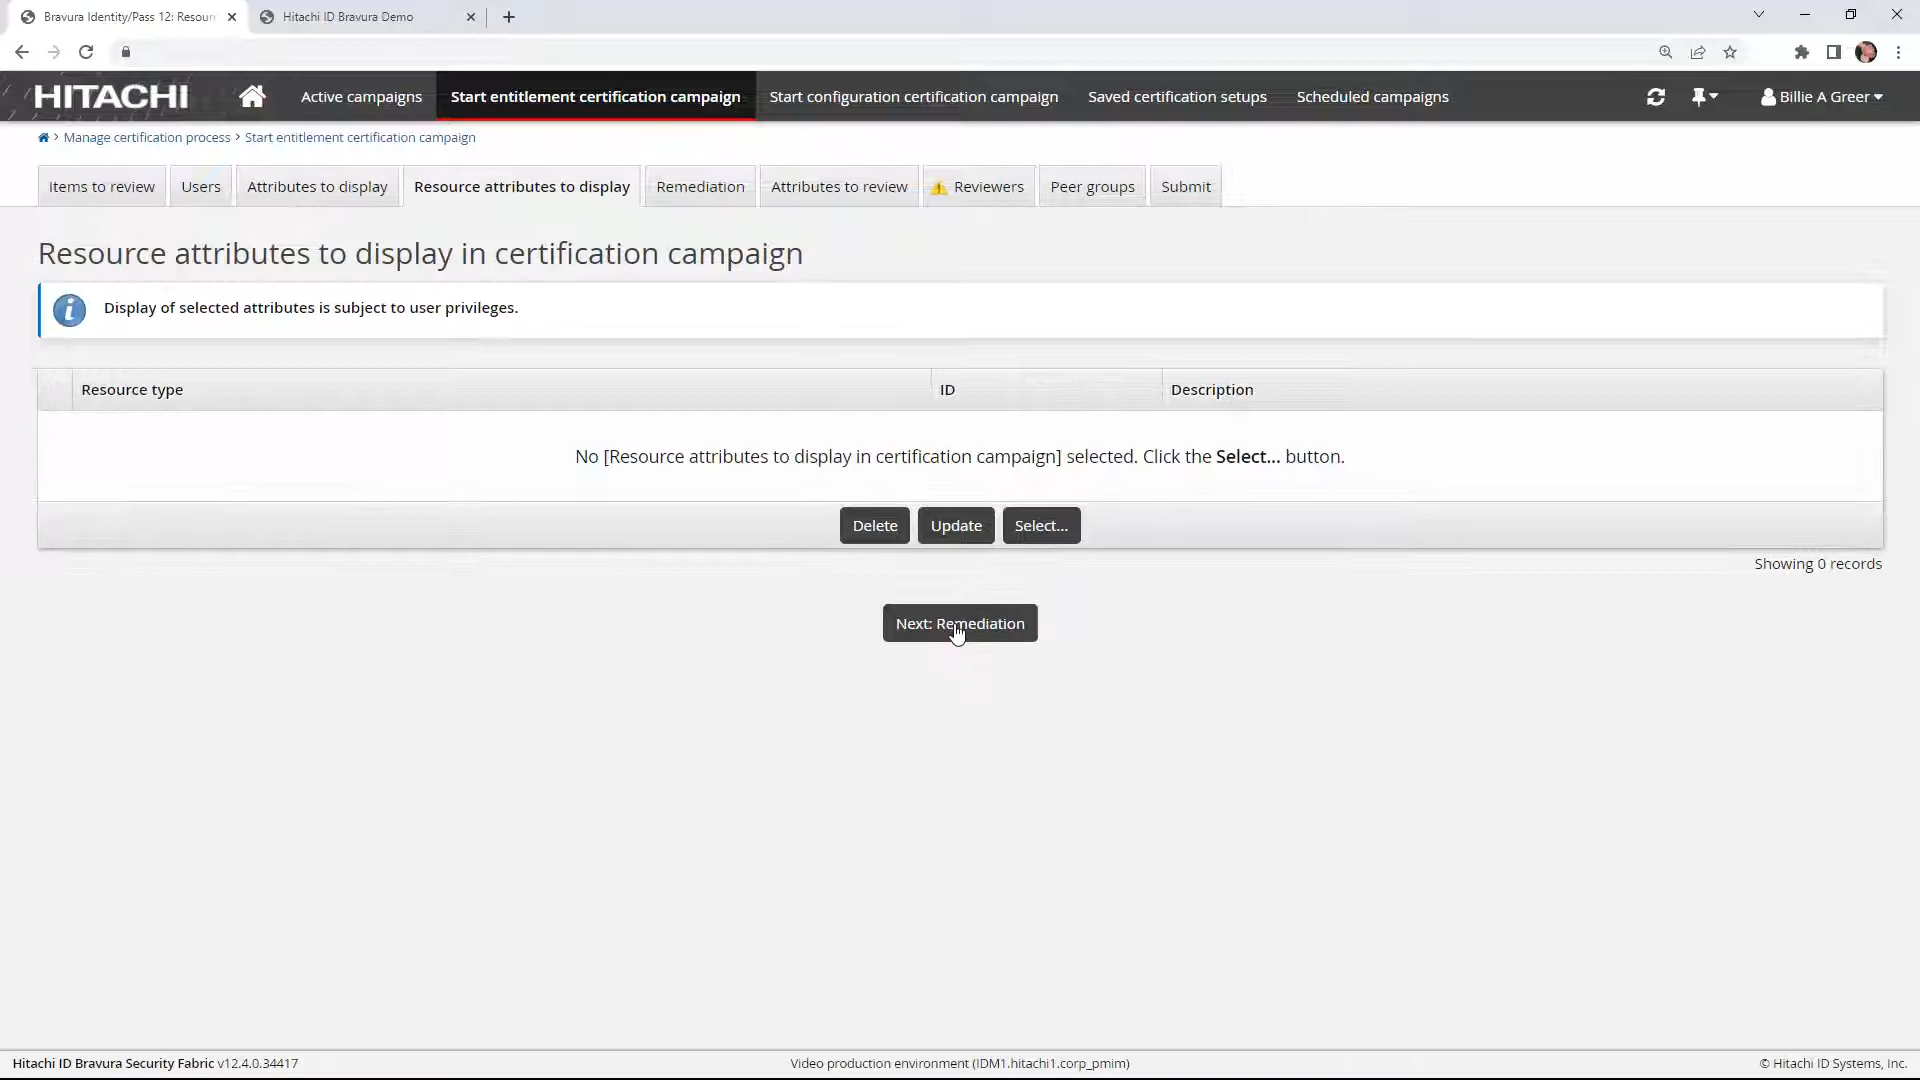 Bravura Identity/Pass 12: Resour
Hitachi ID Bravura Demo
HITACHI
Active campaigns
Start entitlement certification campaign
Start configuration certification campaign
Saved certification setups
Scheduled campaigns
Billie A Greer
> Manage certification process > Start entitlement certification campaign
Items to review
Users
Attributes to display
Resource attributes to display
Remediation
Attributes to review
Reviewers
Peer groups
Submit
Resource attributes to display in certification campaign
Display of selected attributes is subject to user privileges.
Resource type
ID
Description
No [Resource attributes to display in certification campaign] selected. Click the Select... button.
Delete
Update
Select...
Showing 0 records
Next: Remediation
Hitachi ID Bravura Security Fabric v12.4.0.34417
Video production environment (IDM1.hitachi1.corp_pmim)
© Hitachi ID Systems, Inc.